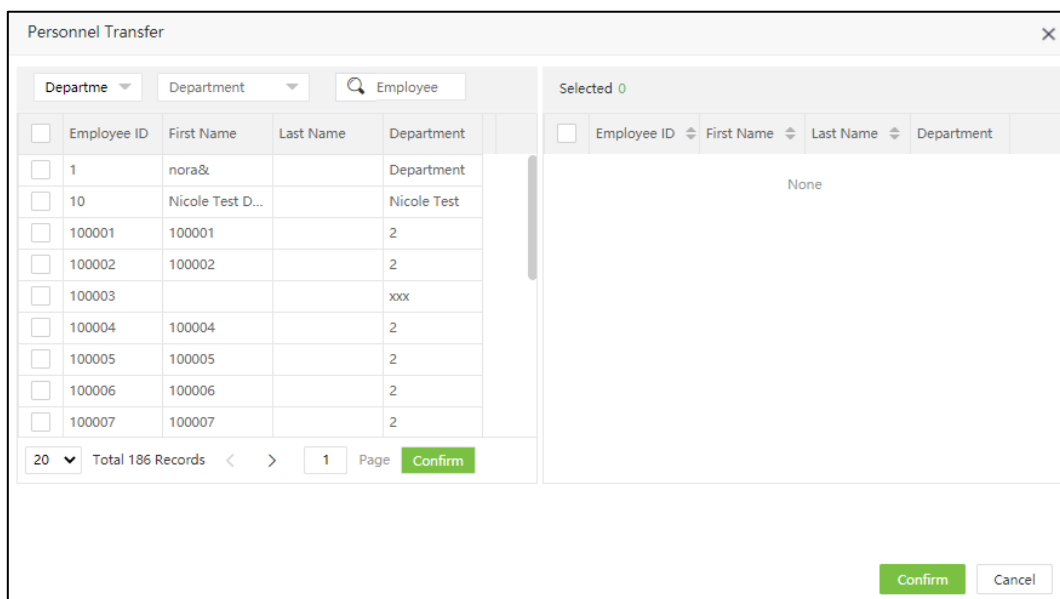 Personnel Transfer
Departme Department Employee
Selected 0
Employee ID First Name Last Name Department
Employee ID First Name Last Name Department
None
1 nora& Department
10 Nicole Test D... Nicole Test
100001 100001 2
100002 100002 2
100003 xxx
100004 100004 2
100005 100005 2
100006 100006 2
100007 100007 2
20 Total 186 Records < > 1 Page Confirm
Confirm Cancel